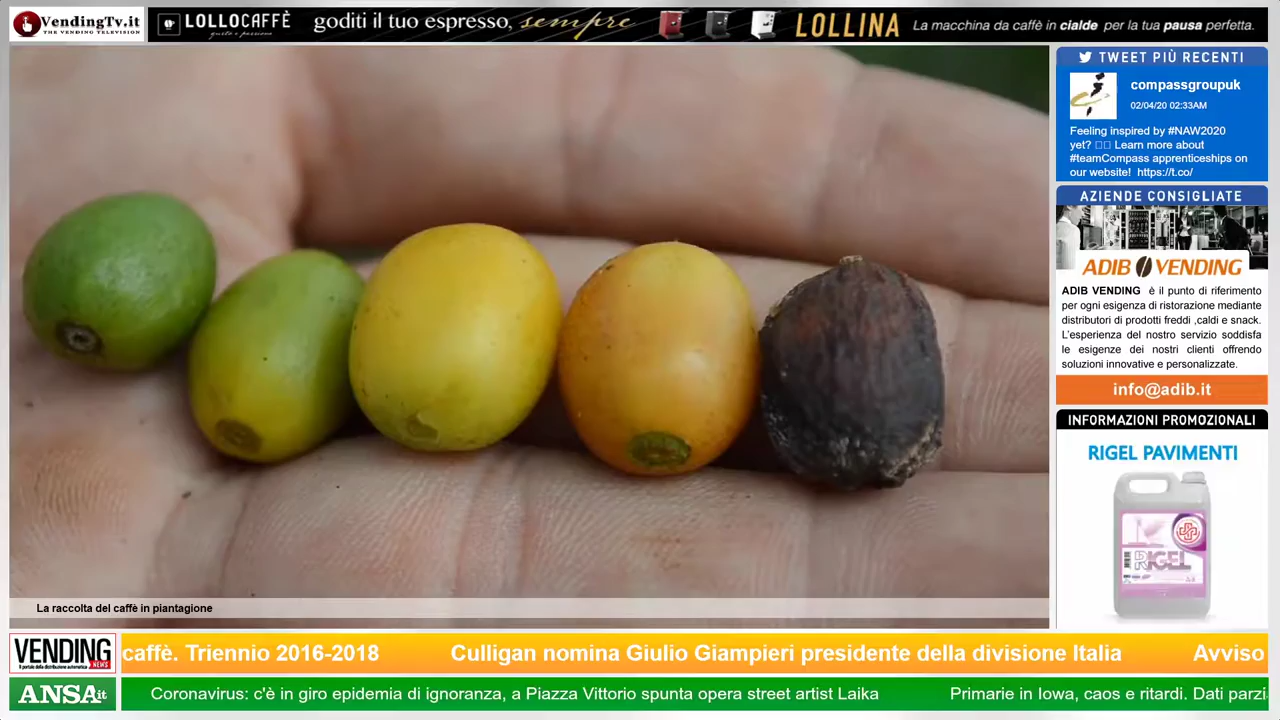 VendingTv.it
THE VENDING TELEVISION
LOLLOCAFFÈ
gusto e passione
goditi il tuo espresso, sempre
LOLLINA
La macchina da caffè in cialde per la tua pausa perfetta.
TWEET PIÙ RECENTI
compassgroupuk
02/04/20 02:33AM
Feeling inspired by #NAW2020
yet? Learn more about
#teamCompass apprenticeships on
our website! https://t.co/
AZIENDE CONSIGLIATE
ADIB VENDING
ADIB VENDING è il punto di riferimento
per ogni esigenza di ristorazione mediante
distributori di prodotti freddi ,caldi e snack.
L'esperienza del nostro servizio soddisfa
le esigenze dei nostri clienti offrendo
soluzioni innovative e personalizzate.
info@adib.it
INFORMAZIONI PROMOZIONALI
RIGEL PAVIMENTI
RIGEL
La raccolta del caffè in piantagione
VENDING
NEWS
Il portale della distribuzione automatica
caffè. Triennio 2016-2018 Culligan nomina Giulio Giampieri presidente della divisione Italia Avviso
ANSA.it
Coronavirus: c'è in giro epidemia di ignoranza, a Piazza Vittorio spunta opera street artist Laika Primarie in Iowa, caos e ritardi. Dati parzi